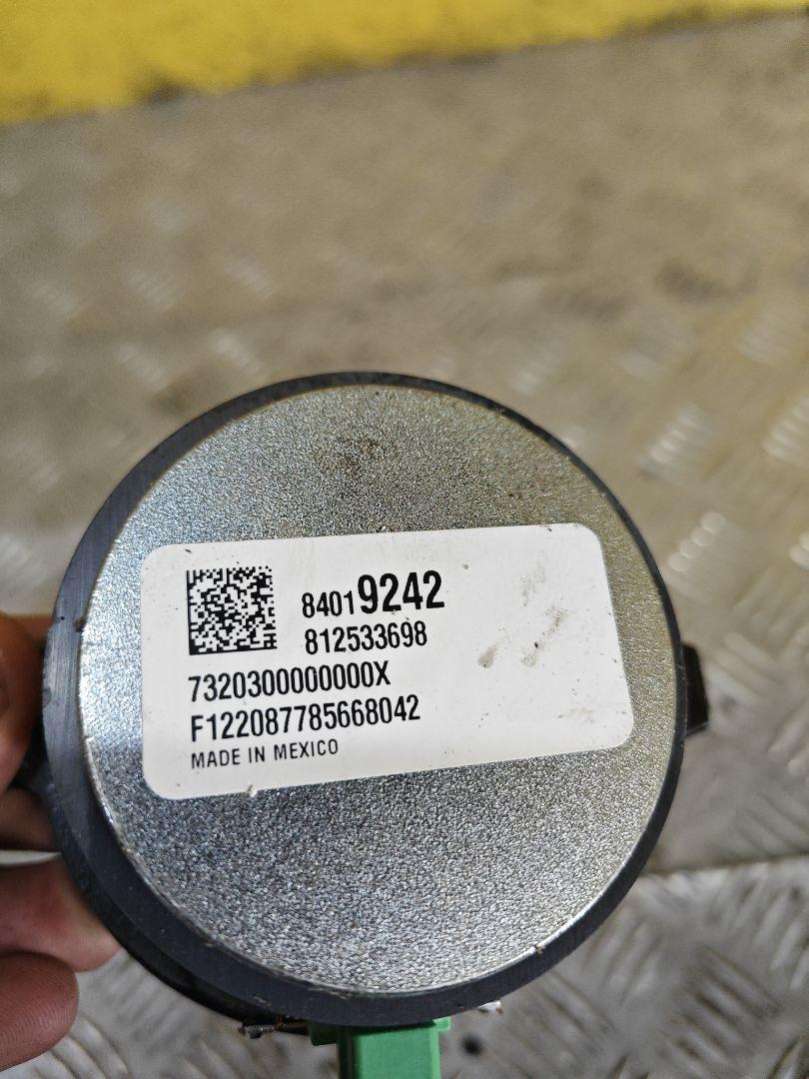 84019242
812533698
7320300000000X
F122087785668042
MADE IN MEXICO